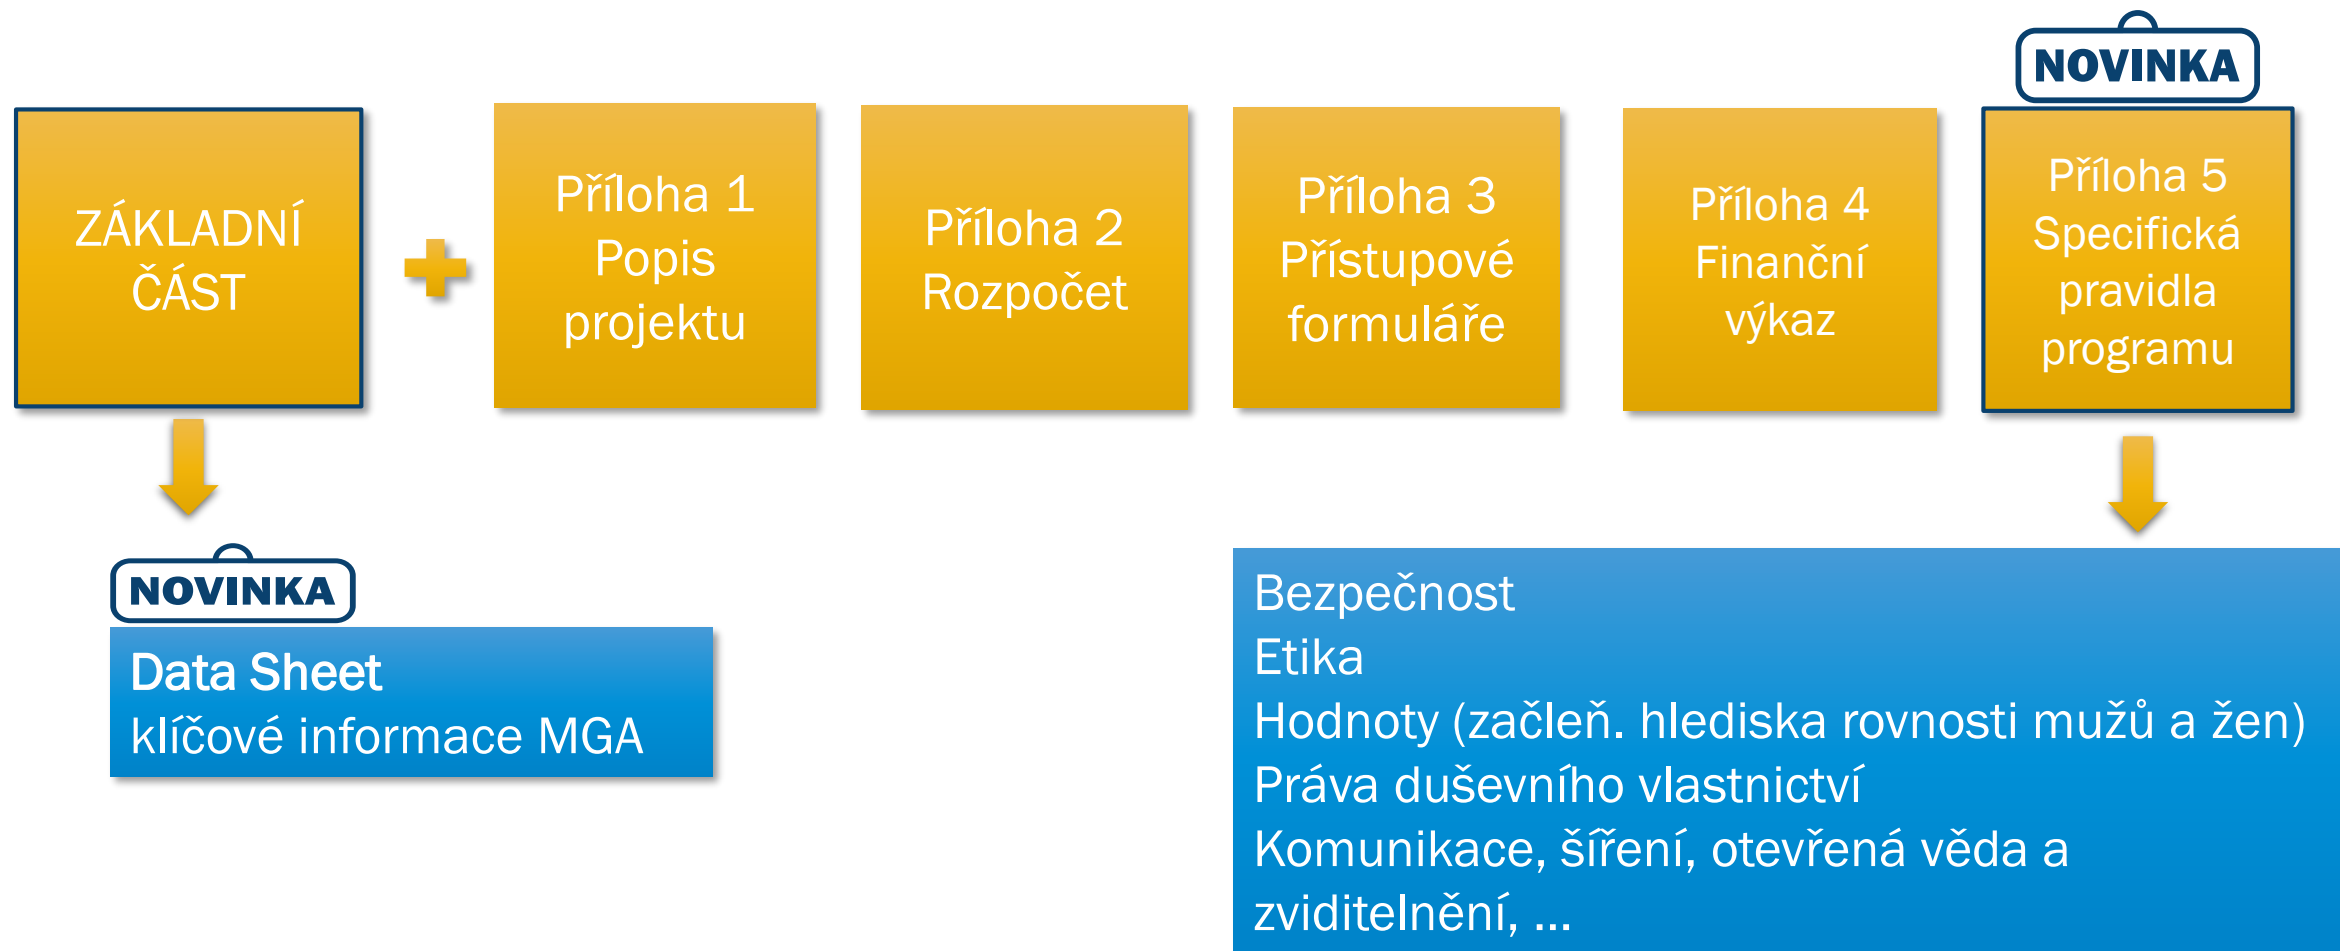 ZÁKLADNÍ
ČÁST
Příloha 1
Popis
projektu
Příloha 2
Rozpočet
Příloha 3
Přístupové
formuláře
Příloha 4
Finanční
výkaz
NOVINKA
Příloha 5
Specifická
pravidla
programu
NOVINKA
Data Sheet
klíčové informace MGA
Bezpečnost
Etika
Hodnoty (začleň. hlediska rovnosti mužů a žen)
Práva duševního vlastnictví
Komunikace, šíření, otevřená věda a
zviditelnění, ...